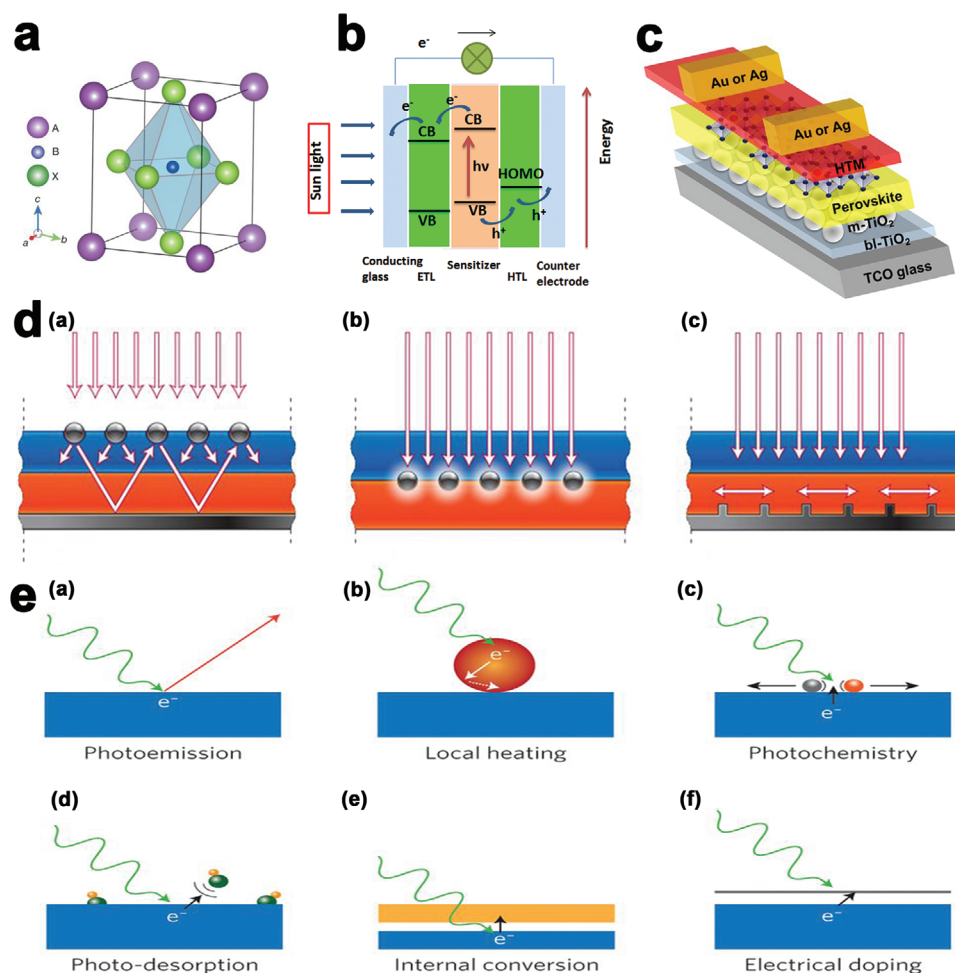 a
A
B
X
c
a
b
b
e-
Sun light
e-
e-
CB
CB
hν
HOMO
VB
VB
h+
h+
Energy
Conducting
glass
ETL
Sensitizer
HTL
Counter
electrode
c
Au or Ag
Au or Ag
HTM
Perovskite
m-TiO2
bl-TiO2
TCO glass
d
(a)
(b)
(c)
e
(a)
e−
Photoemission
(b)
e−
Local heating
(c)
e−
Photochemistry
(d)
e−
Photo-desorption
(e)
e−
Internal conversion
(f)
e−
Electrical doping